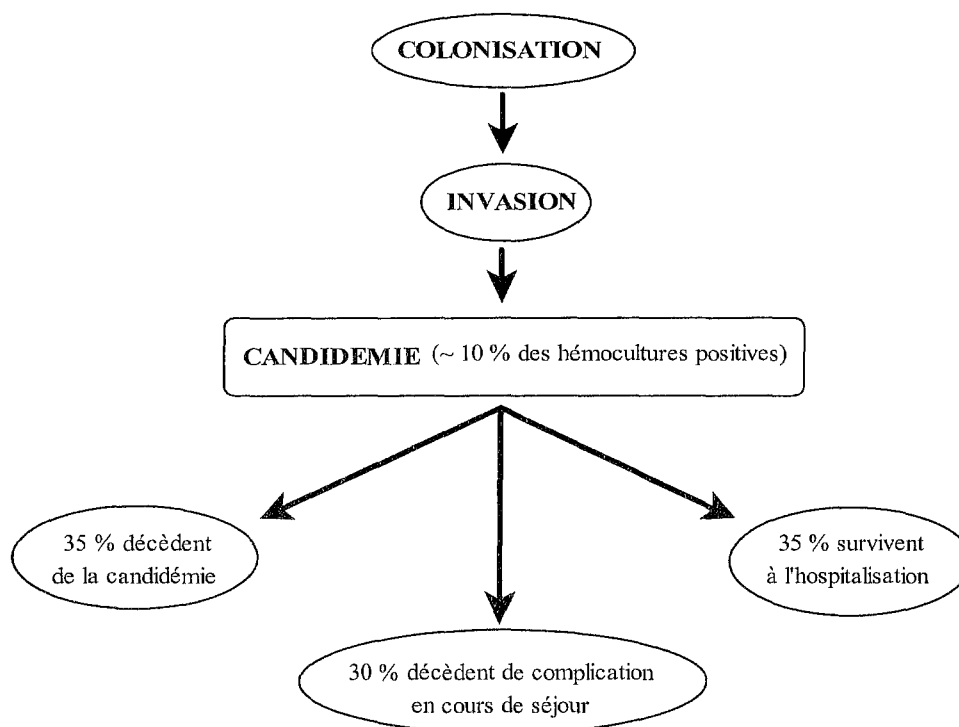 COLONISATION
INVASION
CANDIDEMIE (~ 10 % des hémocultures positives)
35 % décèdent
de la candidémie
35 % survivent
à l'hospitalisation
30 % décèdent de complication
en cours de séjour